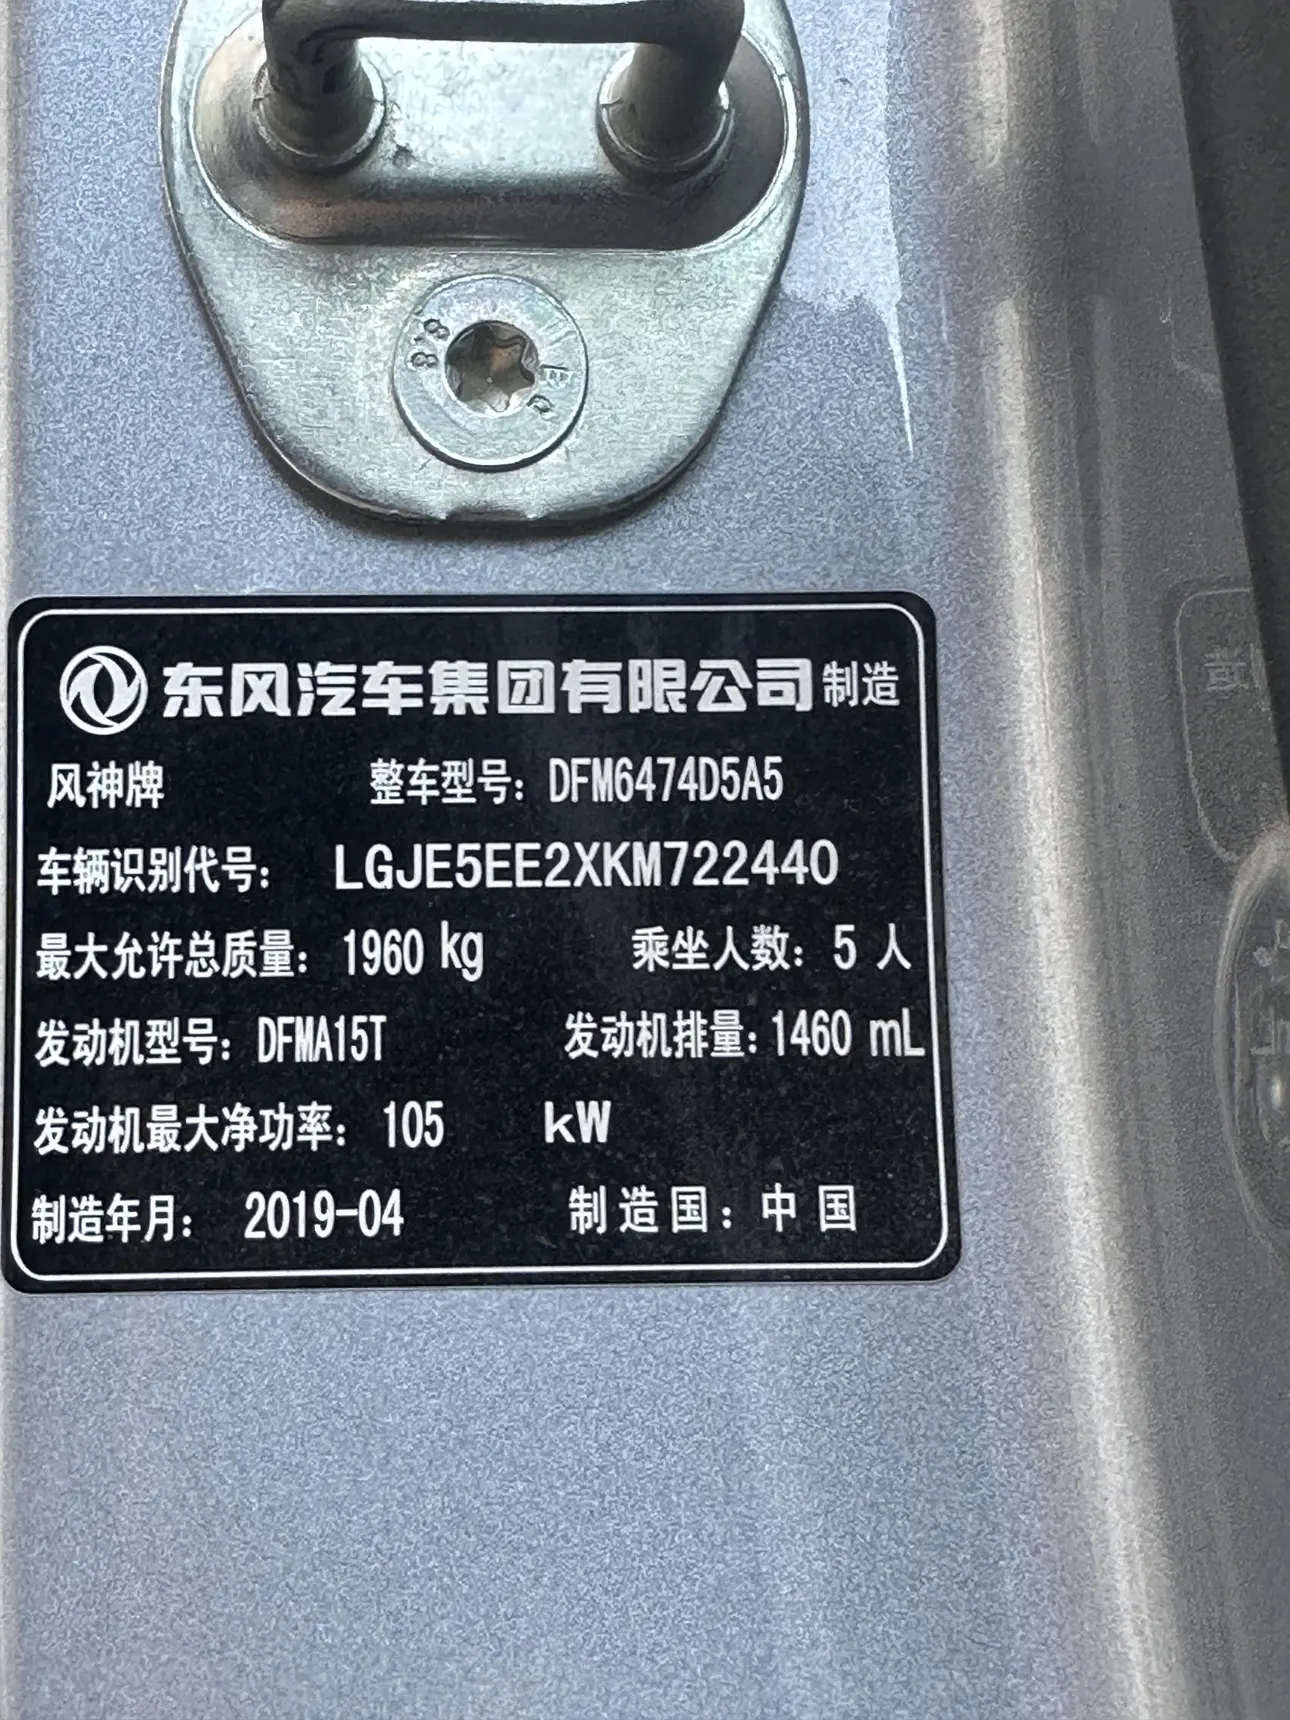 8.8
东风汽车集团有限公司制造
风神牌 整车型号：DFM6474D5A5
车辆识别代号： LGJE5EE2XKM722440
最大允许总质量： 1960 kg 乘坐人数： 5 人
发动机型号： DFMA15T 发动机排量：1460 mL
发动机最大净功率： 105 kW
制造年月： 2019-04 制造国：中国